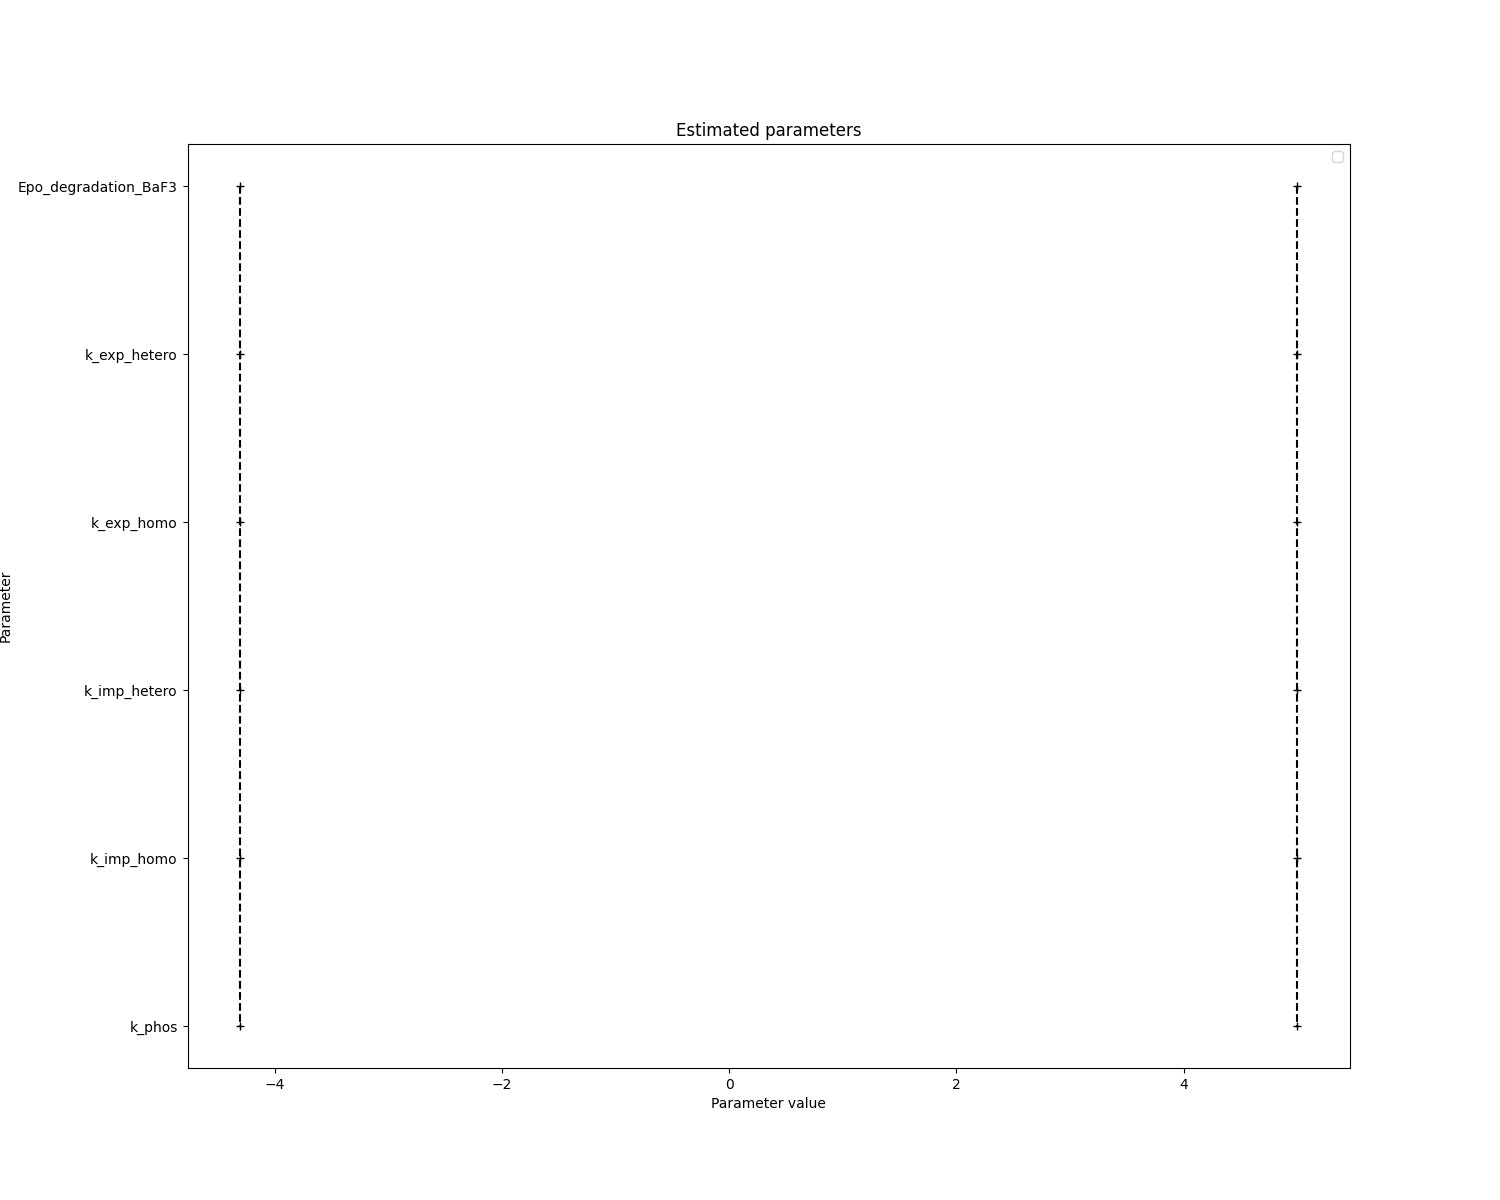 Estimated parameters
Epo_degradation_BaF3
k_exp_hetero
k_exp_homo
Parameter
k_imp_hetero
k_imp_homo
k_phos
−4 −2 0 2 4
Parameter value